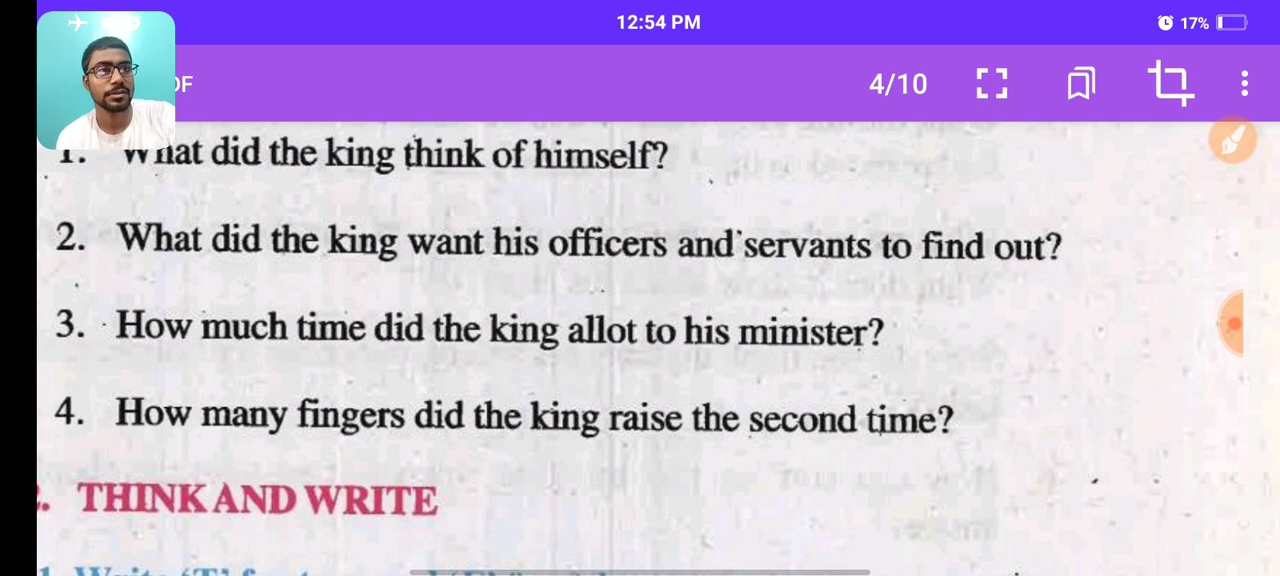 12:54 PM
17%
DF
4/10
1. What did the king think of himself?
2. What did the king want his officers and servants to find out?
3. How much time did the king allot to his minister?
4. How many fingers did the king raise the second time?
THINK AND WRITE